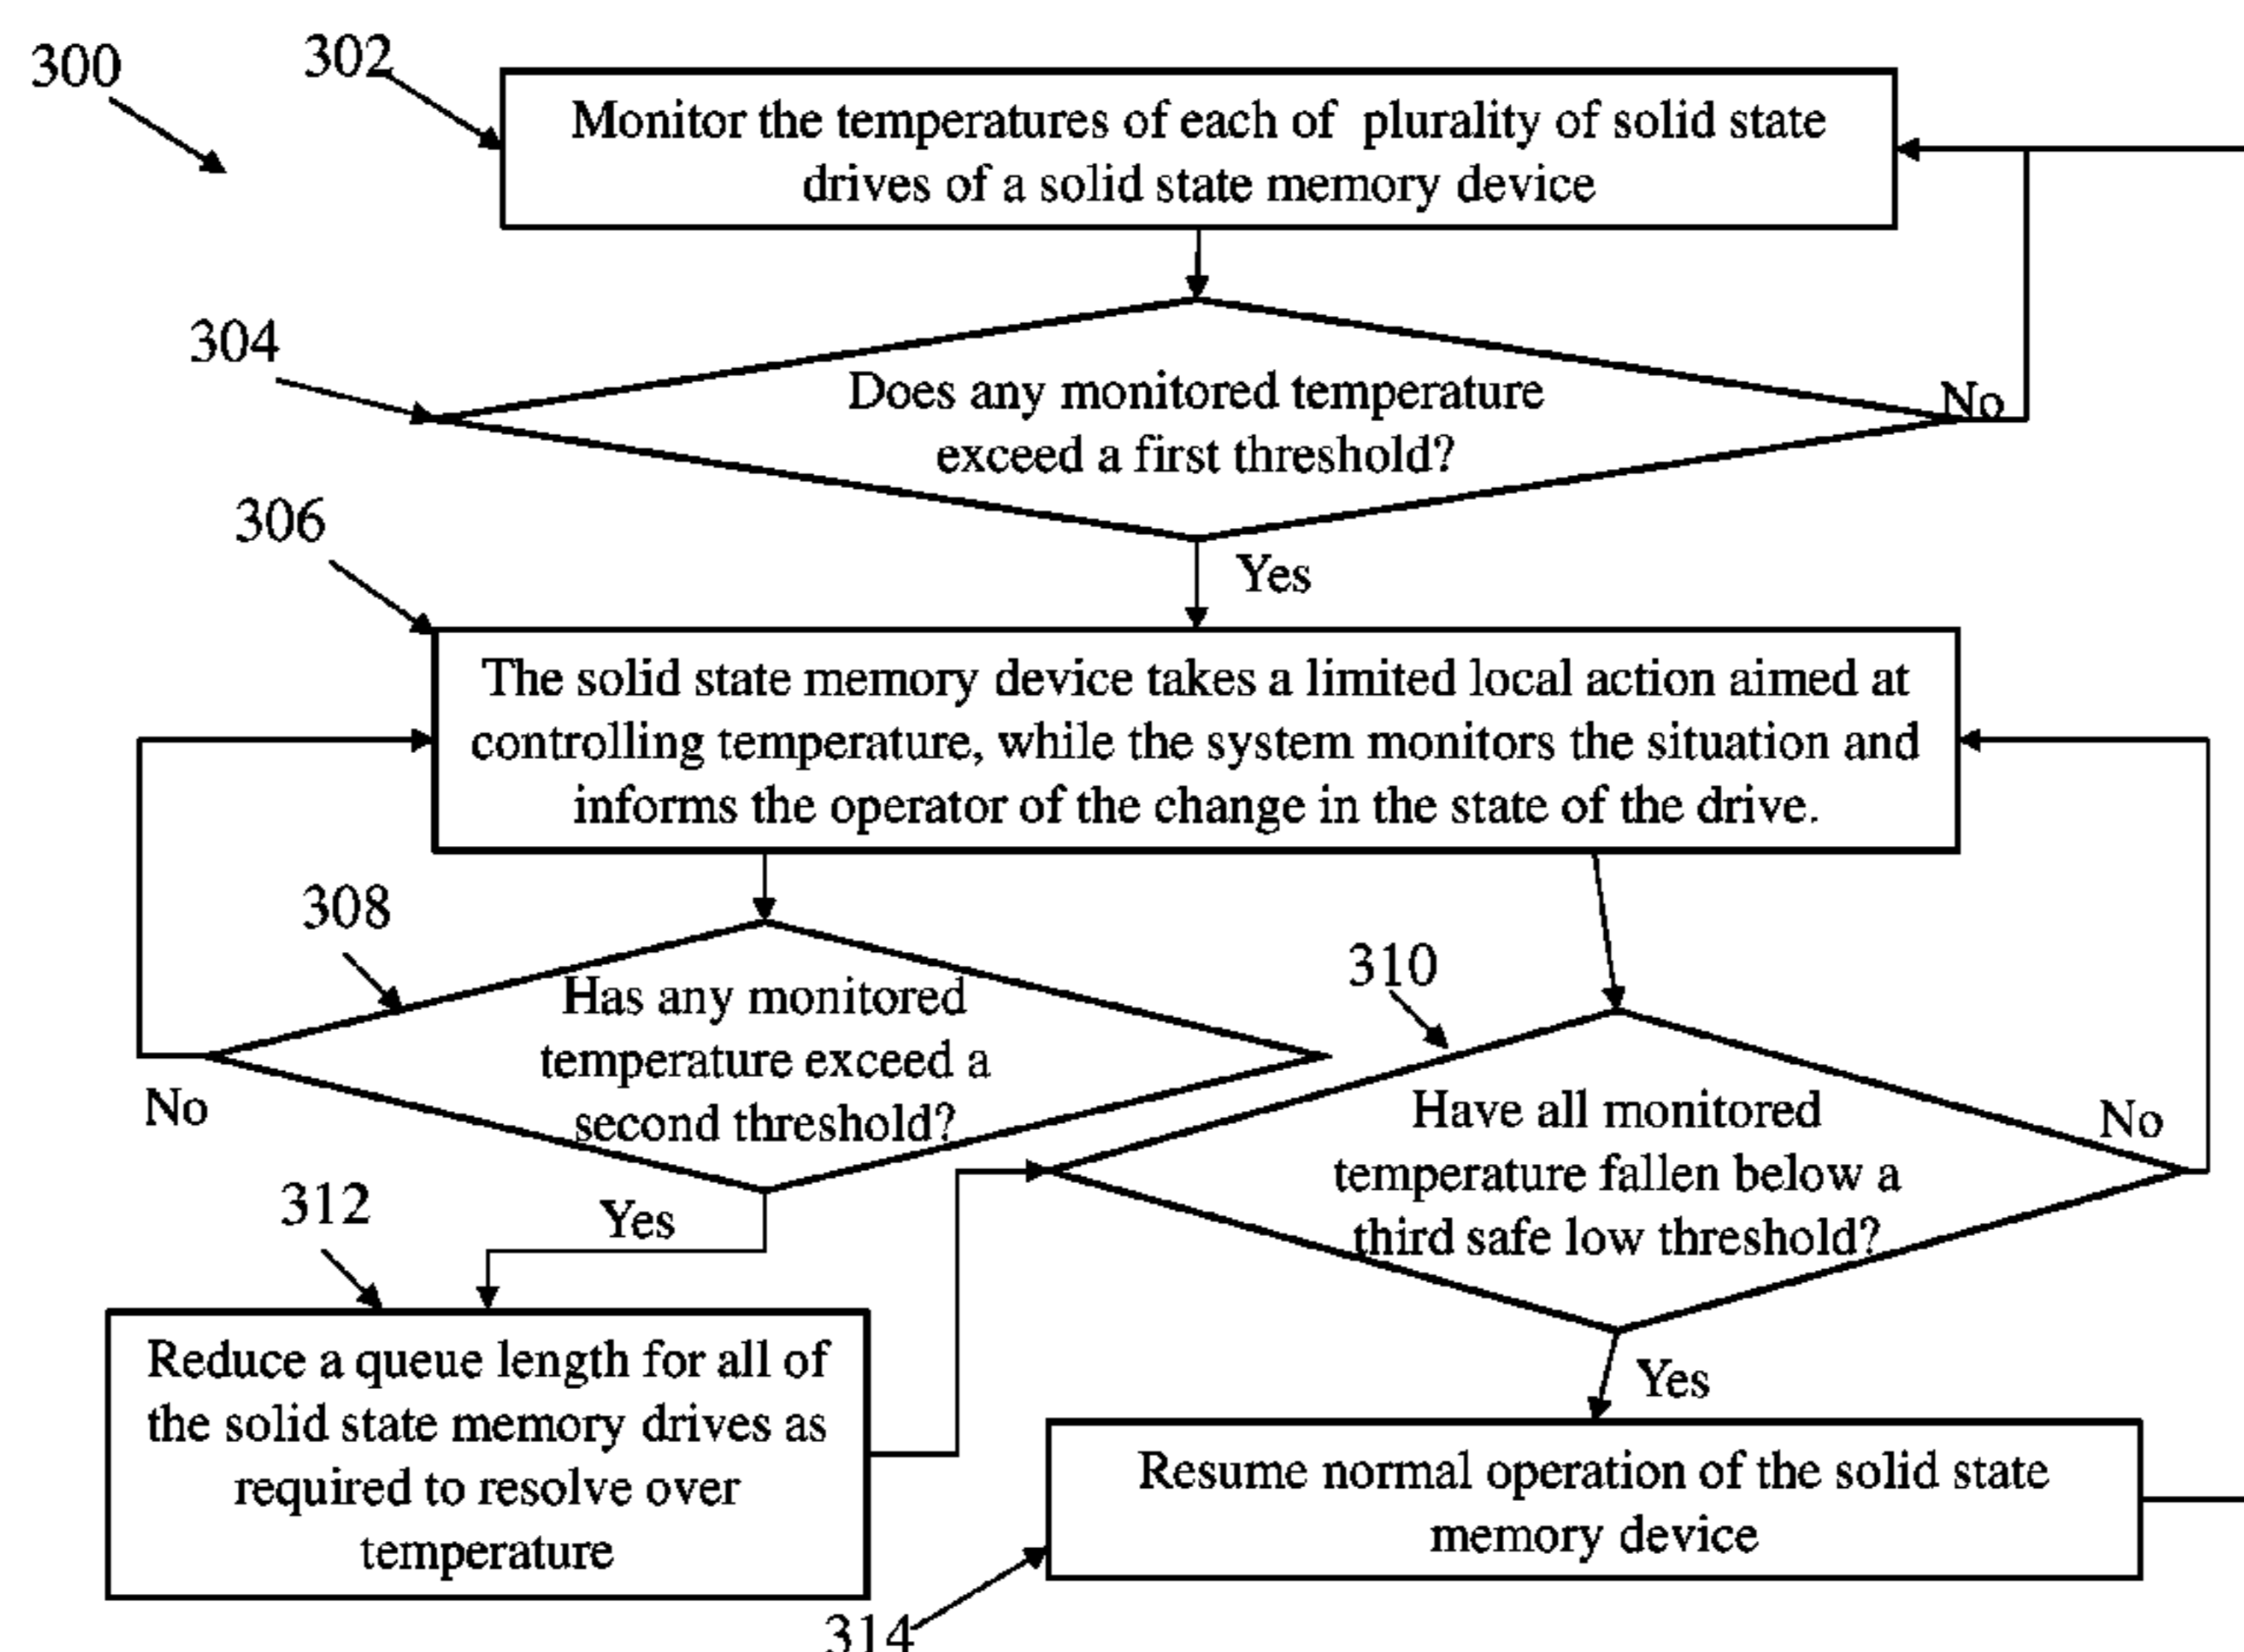 300
302
Monitor the temperatures of each of plurality of solid state
drives of a solid state memory device
304
Does any monitored temperature
exceed a first threshold?
No
306
Yes
The solid state memory device takes a limited local action aimed at
controlling temperature, while the system monitors the situation and
informs the operator of the change in the state of the drive.
308
Has any monitored
temperature exceed a
second threshold?
No
310
Have all monitored
temperature fallen below a
third safe low threshold?
No
312
Yes
Reduce a queue length for all of
the solid state memory drives as
required to resolve over
temperature
Yes
Resume normal operation of the solid state
memory device
314